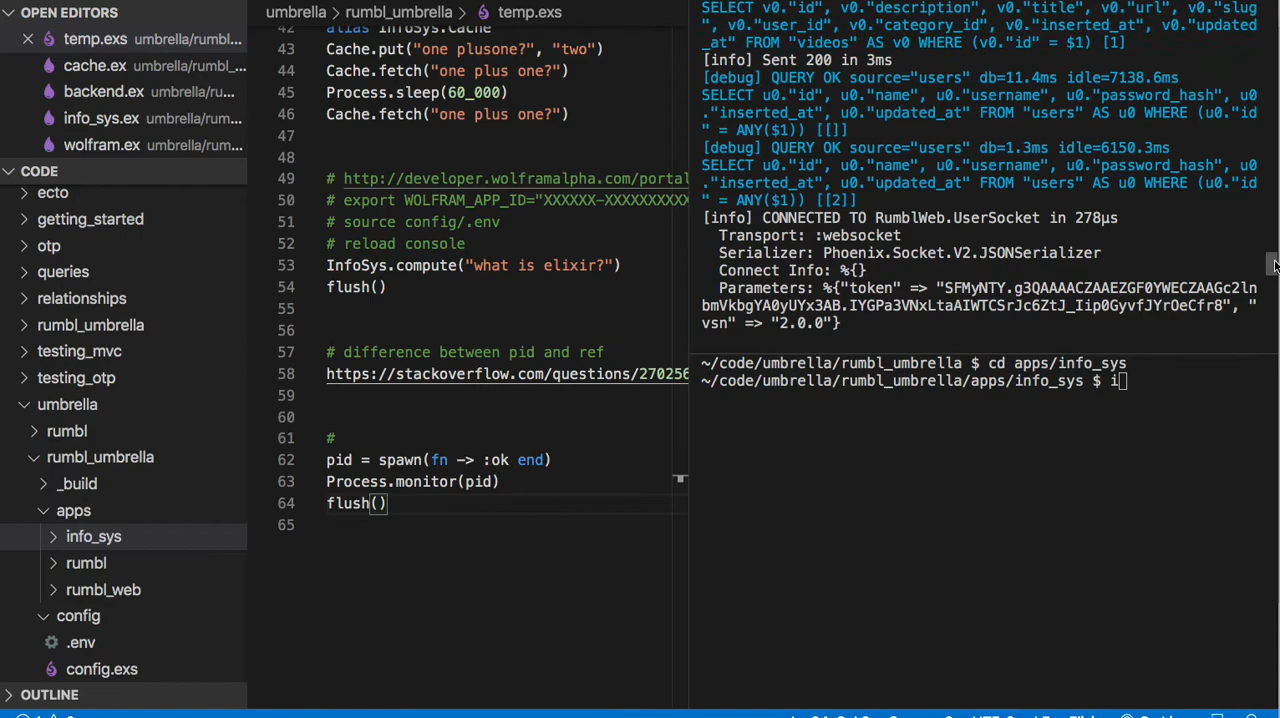 OPEN EDITORS
temp.exs umbrella/rumbl...
cache.ex umbrella/rumbl_...
backend.ex umbrella/ru...
info_sys.ex umbrella/ru...
wolfram.ex umbrella/ru...
CODE
ecto
getting_started
otp
queries
relationships
rumbl_umbrella
testing_mvc
testing_otp
umbrella
rumbl
rumbl_umbrella
_build
apps
info_sys
rumbl
rumbl_web
config
.env
config.exs
OUTLINE
umbrella > rumbl_umbrella > temp.exs
42 alias InfoSys.Cache
43 Cache.put("one plusone?", "two")
44 Cache.fetch("one plus one?")
45 Process.sleep(60_000)
46 Cache.fetch("one plus one?")
47
48
49 # http://developer.wolframalpha.com/portal
50 # export WOLFRAM_APP_ID="XXXXXX-XXXXXXXXXX
51 # source config/.env
52 # reload console
53 InfoSys.compute("what is elixir?")
54 flush()
55
56
57 # difference between pid and ref
58 https://stackoverflow.com/questions/270256
59
60
61 #
62 pid = spawn(fn -> :ok end)
63 Process.monitor(pid)
64 flush()
65
SELECT v0."id", v0."description", v0."title", v0."url", v0."slug
", v0."user_id", v0."category_id", v0."inserted_at", v0."updated
_at" FROM "videos" AS v0 WHERE (v0."id" = $1) [1]
[info] Sent 200 in 3ms
[debug] QUERY OK source="users" db=11.4ms idle=7138.6ms
SELECT u0."id", u0."name", u0."username", u0."password_hash", u0
."inserted_at", u0."updated_at" FROM "users" AS u0 WHERE (u0."id
" = ANY($1)) [[]]
[debug] QUERY OK source="users" db=1.3ms idle=6150.3ms
SELECT u0."id", u0."name", u0."username", u0."password_hash", u0
."inserted_at", u0."updated_at" FROM "users" AS u0 WHERE (u0."id
" = ANY($1)) [[2]]
[info] CONNECTED TO RumblWeb.UserSocket in 278µs
Transport: :websocket
Serializer: Phoenix.Socket.V2.JSONSerializer
Connect Info: %{}
Parameters: %{"token" => "SFMyNTY.g3QAAAACZAAEZGF0YWECZAAGc2ln
bmVkbgYA0yUYx3AB.IYGPa3VNxLtaAIWTCSrJc6ZtJ_Iip0GyvfJYrOeCfr8", "
vsn" => "2.0.0"}
~/code/umbrella/rumbl_umbrella $ cd apps/info_sys
~/code/umbrella/rumbl_umbrella/apps/info_sys $ i